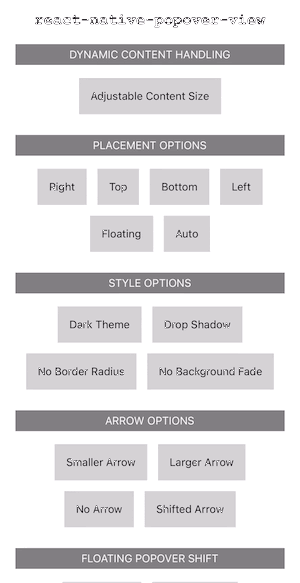 react-native-popover-view
DYNAMIC CONTENT HANDLING
Adjustable Content Size
PLACEMENT OPTIONS
Right Top Bottom Left
Floating Auto
STYLE OPTIONS
Dark Theme Drop Shadow
No Border Radius No Background Fade
ARROW OPTIONS
Smaller Arrow Larger Arrow
No Arrow Shifted Arrow
FLOATING POPOVER SHIFT